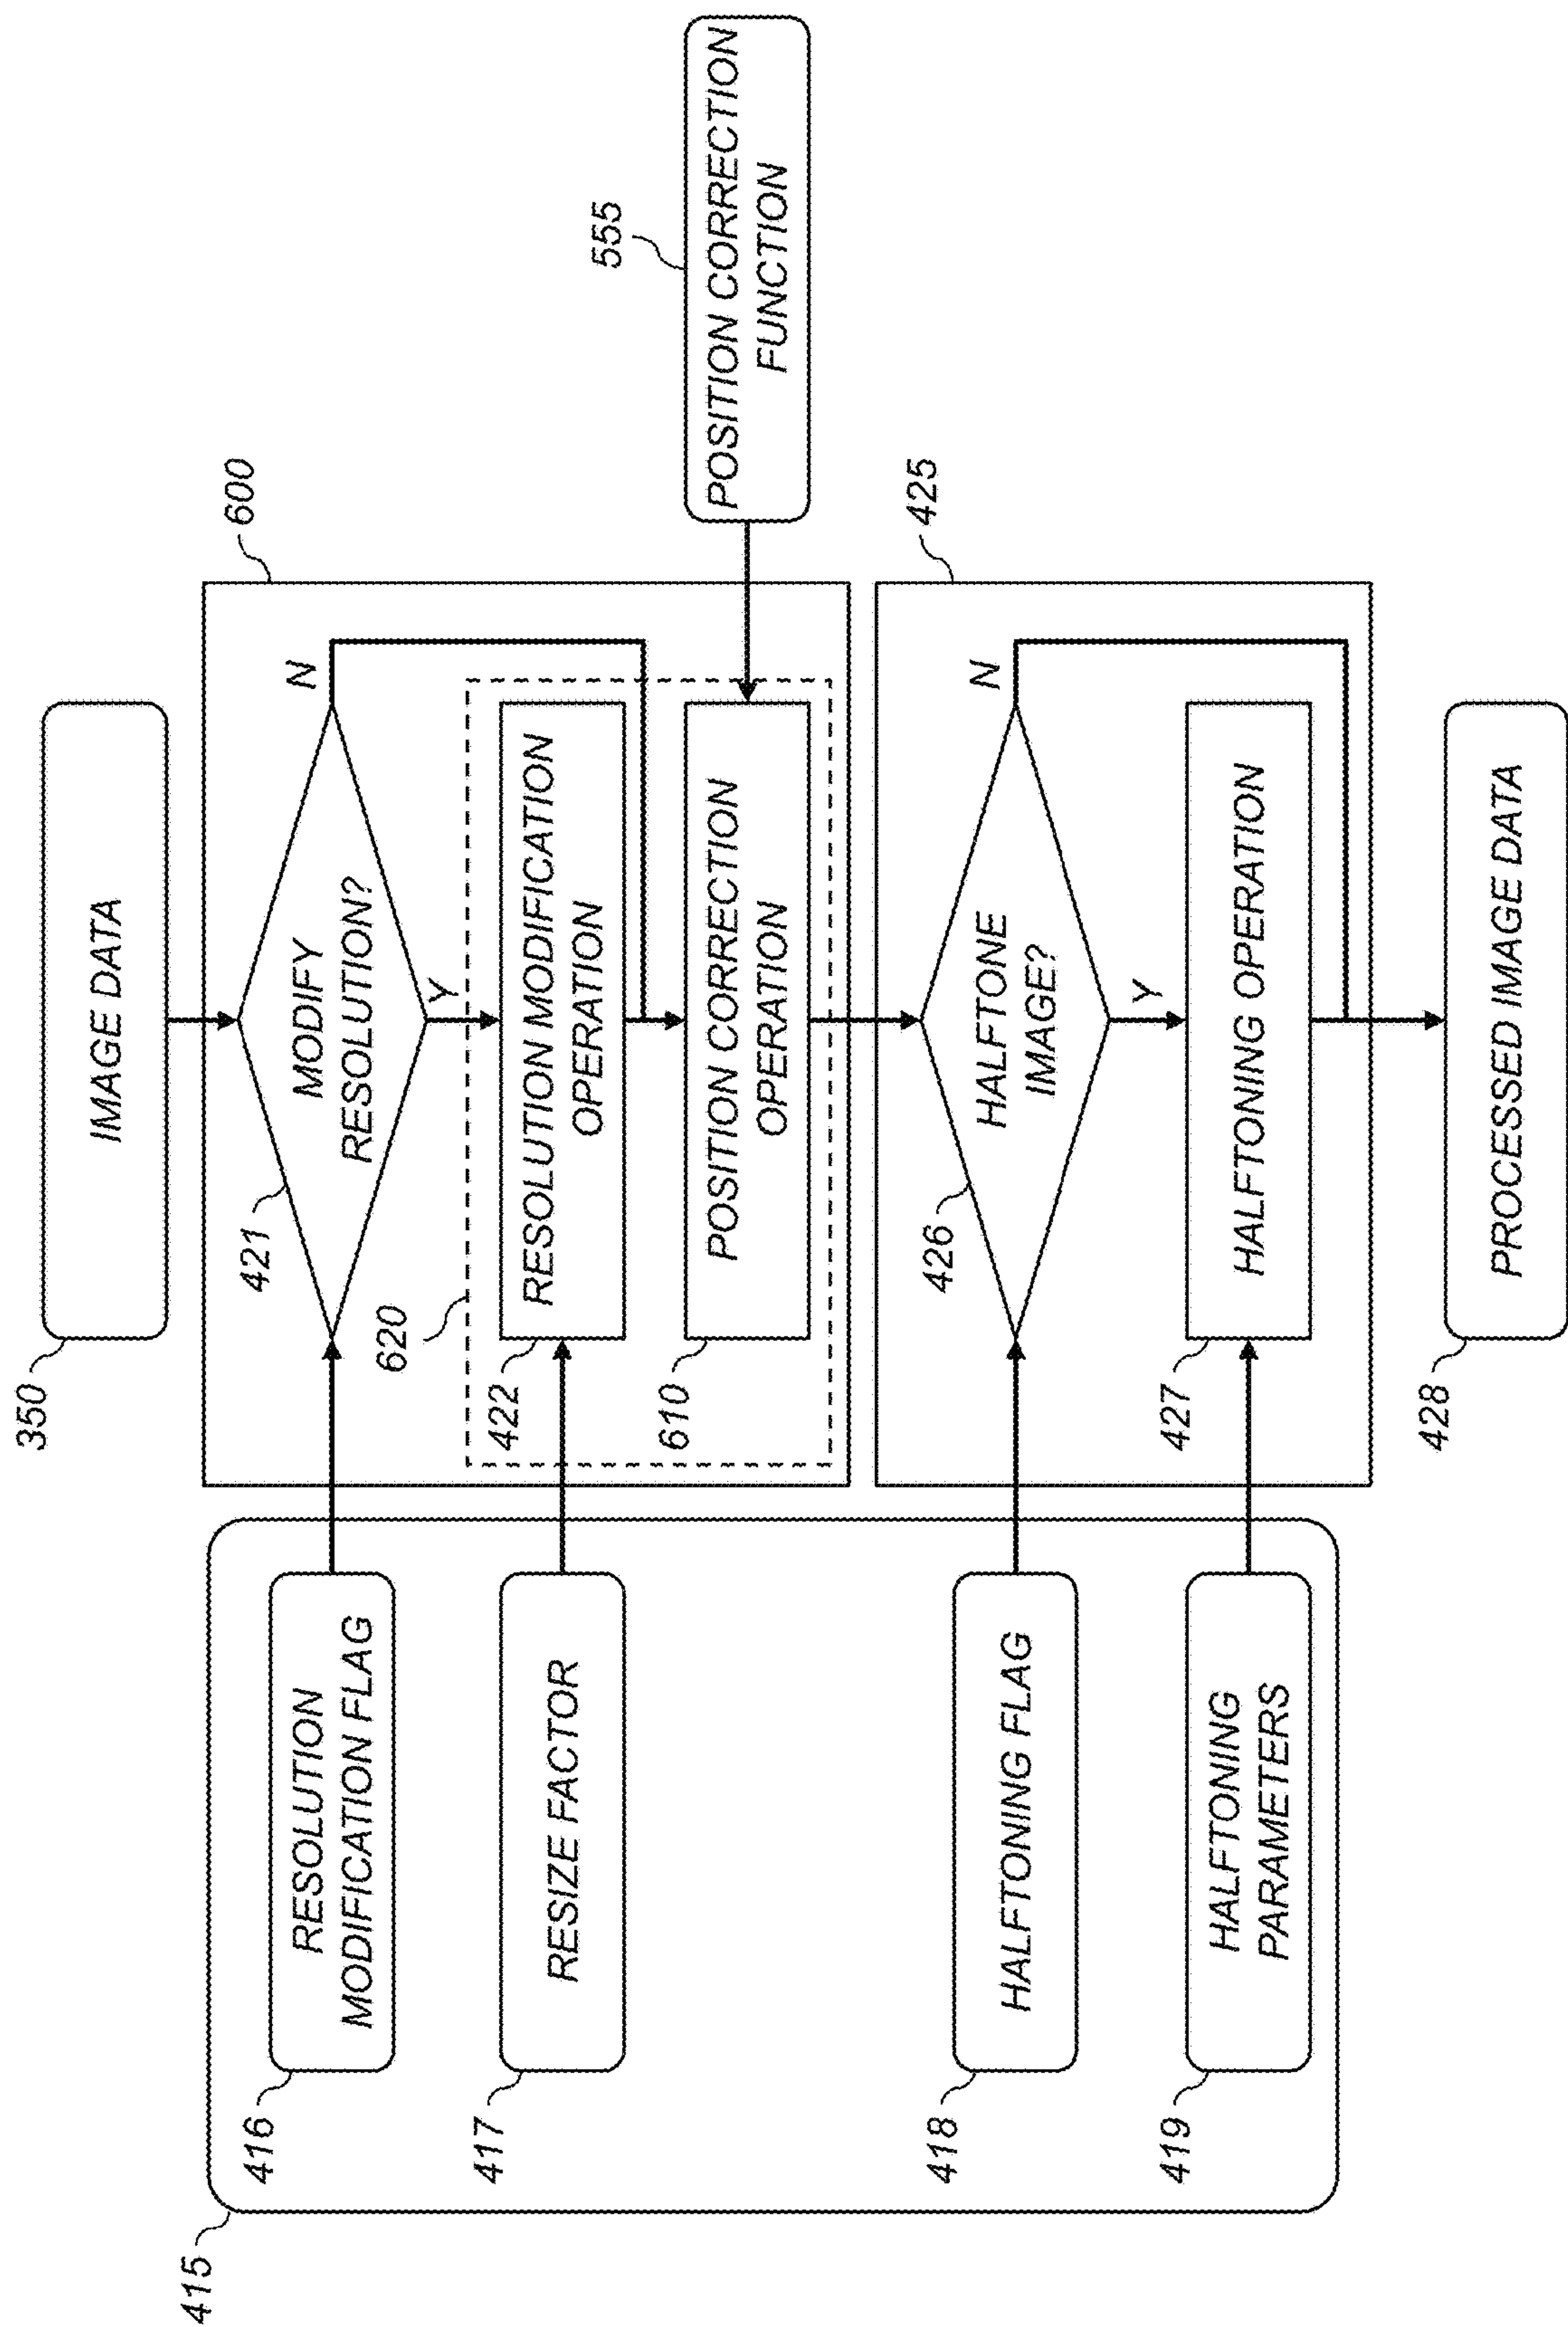 350
IMAGE DATA
600
421
MODIFY
RESOLUTION?
N
Y
620
422
RESOLUTION MODIFICATION
OPERATION
610
POSITION CORRECTION
OPERATION
555
POSITION CORRECTION
FUNCTION
415
416
RESOLUTION
MODIFICATION FLAG
417
RESIZE FACTOR
418
HALFTONING FLAG
419
HALFTONING
PARAMETERS
425
426
HALFTONE
IMAGE?
N
Y
427
HALFTONING OPERATION
428
PROCESSED IMAGE DATA